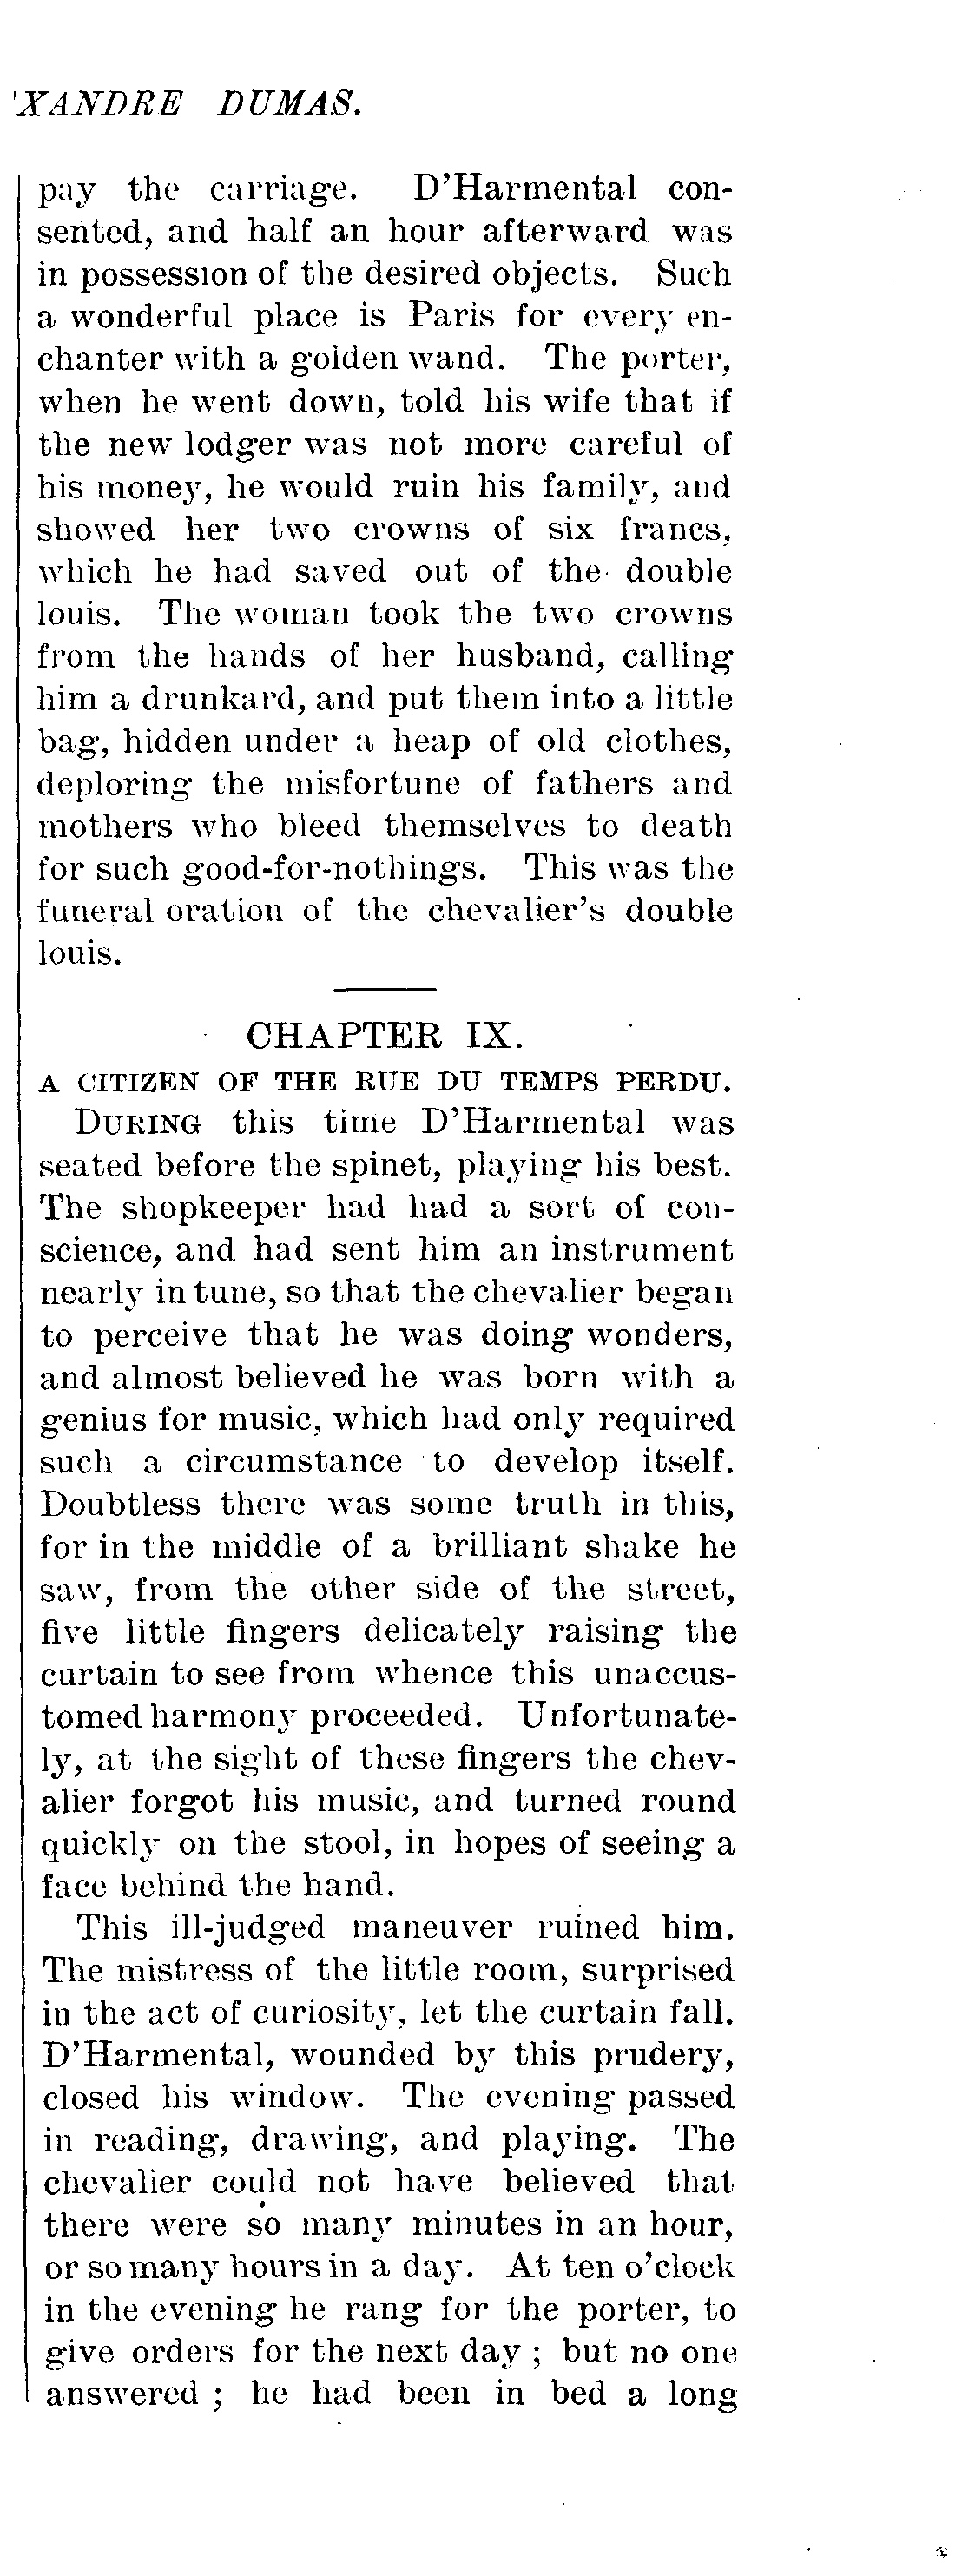 'XANDRE DUMAS.
pay the carriage. D'Harmental con-
sented, and half an hour afterward was
in possession of the desired objects. Such
a wonderful place is Paris for every en-
chanter with a golden wand. The porter,
when he went down, told his wife that if
the new lodger was not more careful of
his money, he would ruin his family, and
showed her two crowns of six francs,
which he had saved out of the double
louis. The woman took the two crowns
from the hands of her husband, calling
him a drunkard, and put them into a little
bag, hidden under a heap of old clothes,
deploring the misfortune of fathers and
mothers who bleed themselves to death
for such good-for-nothings. This was the
funeral oration of the chevalier's double
louis.
CHAPTER IX.
A CITIZEN OF THE RUE DU TEMPS PERDU.
DURING this time D'Harmental was
seated before the spinet, playing his best.
The shopkeeper had had a sort of con-
science, and had sent him an instrument
nearly in tune, so that the chevalier began
to perceive that he was doing wonders,
and almost believed he was born with a
genius for music, which had only required
such a circumstance to develop itself.
Doubtless there was some truth in this,
for in the middle of a brilliant shake he
saw, from the other side of the street,
five little fingers delicately raising the
curtain to see from whence this unaccus-
tomed harmony proceeded. Unfortunate-
ly, at the sight of these fingers the chev-
alier forgot his music, and turned round
quickly on the stool, in hopes of seeing a
face behind the hand.
This ill-judged maneuver ruined him.
The mistress of the little room, surprised
in the act of curiosity, let the curtain fall.
D'Harmental, wounded by this prudery,
closed his window. The evening passed
in reading, drawing, and playing. The
chevalier could not have believed that
there were so many minutes in an hour,
or so many hours in a day. At ten o'clock
in the evening he rang for the porter, to
give orders for the next day ; but no one
answered ; he had been in bed a long